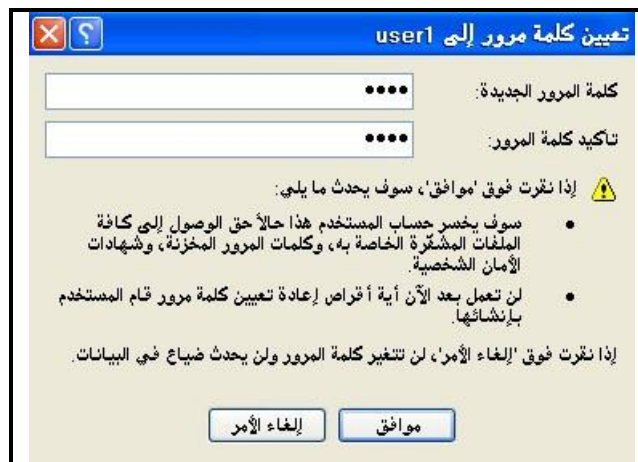 تعيين كلمة مرور إلى user1
كلمة المرور الجديدة:
تأكيد كلمة المرور:
إذا نقرت فوق 'موافق'، سوف يحدث ما يلي:
• سوف يخسر حساب المستخدم هذا حالاً حق الوصول إلى كافة
الملفات المشفّرة الخاصة به، وكلمات المرور المخزنة، وشهادات
الأمان الشخصية.
• لن تعمل بعد الآن أية أقراص إعادة تعيين كلمة مرور قام المستخدم
بإنشائها.
إذا نقرت فوق 'إلغاء الأمر'، لن تتغير كلمة المرور ولن يحدث ضياع في البيانات.
موافق
إلغاء الأمر